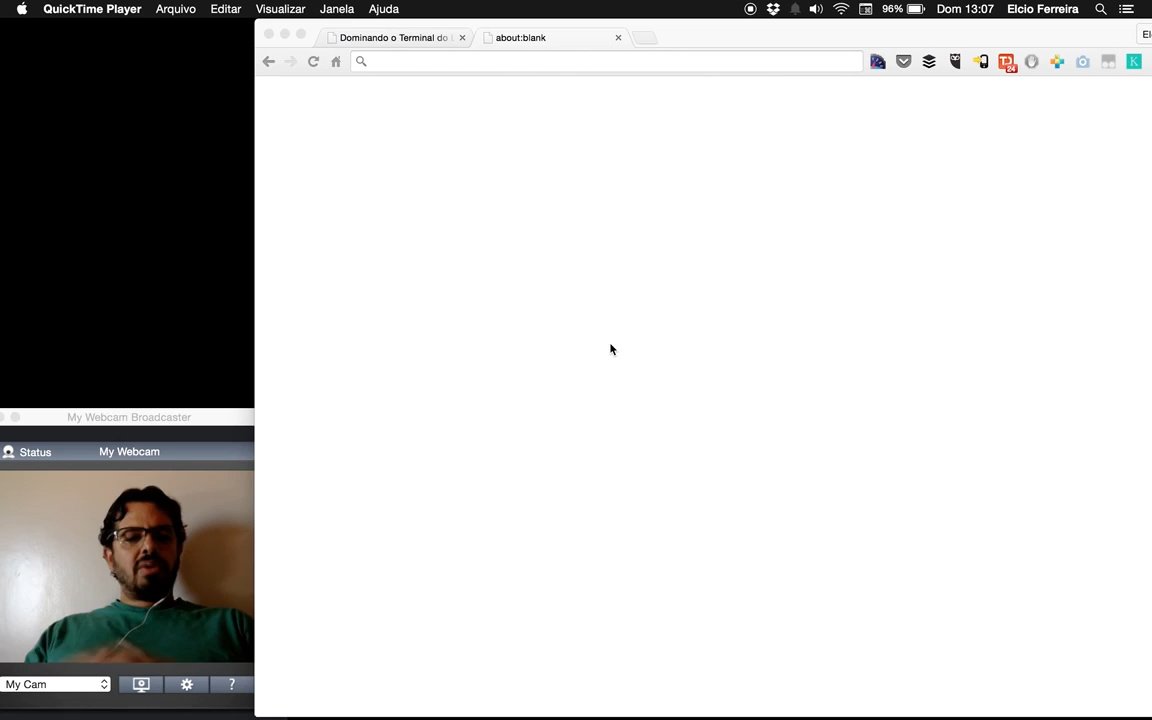 QuickTime Player Arquivo Editar Visualizar Janela Ajuda 96% Dom 13:07 Elcio Ferreira
Dominando o Terminal do about:blank
24 K
My Webcam Broadcaster
Status My Webcam
My Cam ?